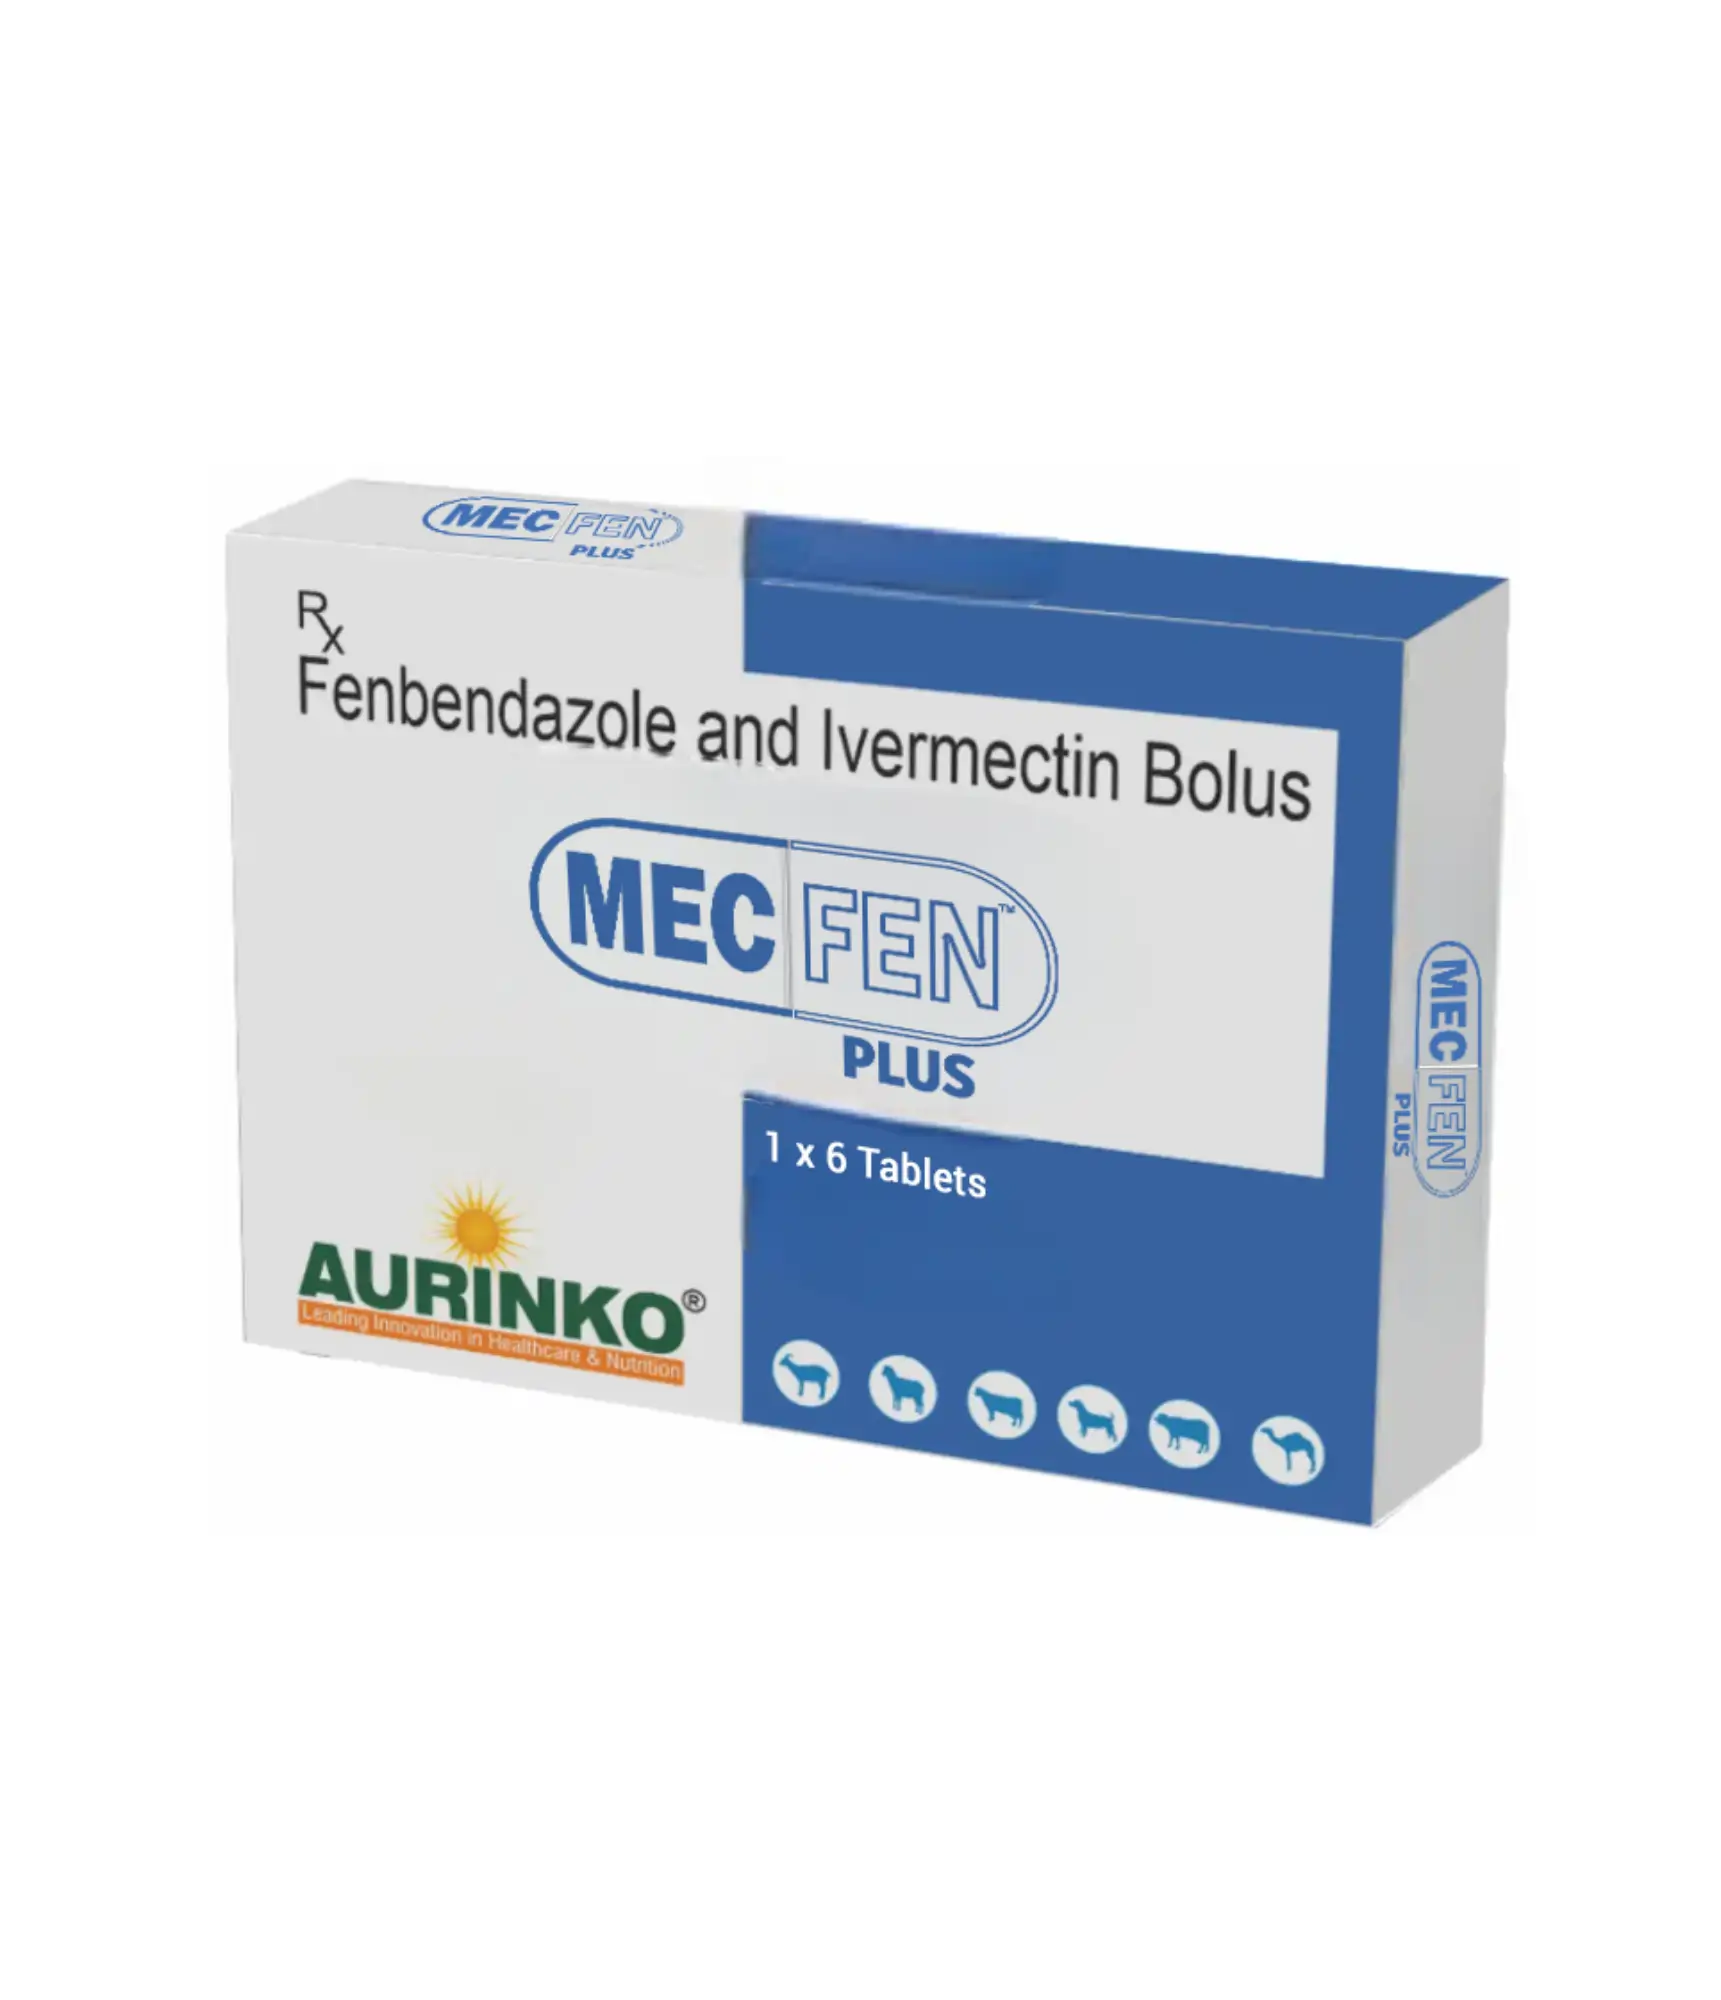 MEC FEN
PLUS
Rx
Fenbendazole and Ivermectin Bolus
MEC FEN™
PLUS
1 x 6 Tablets
AURINKO®
Leading Innovation in Healthcare & Nutrition
MEC FEN
PLUS